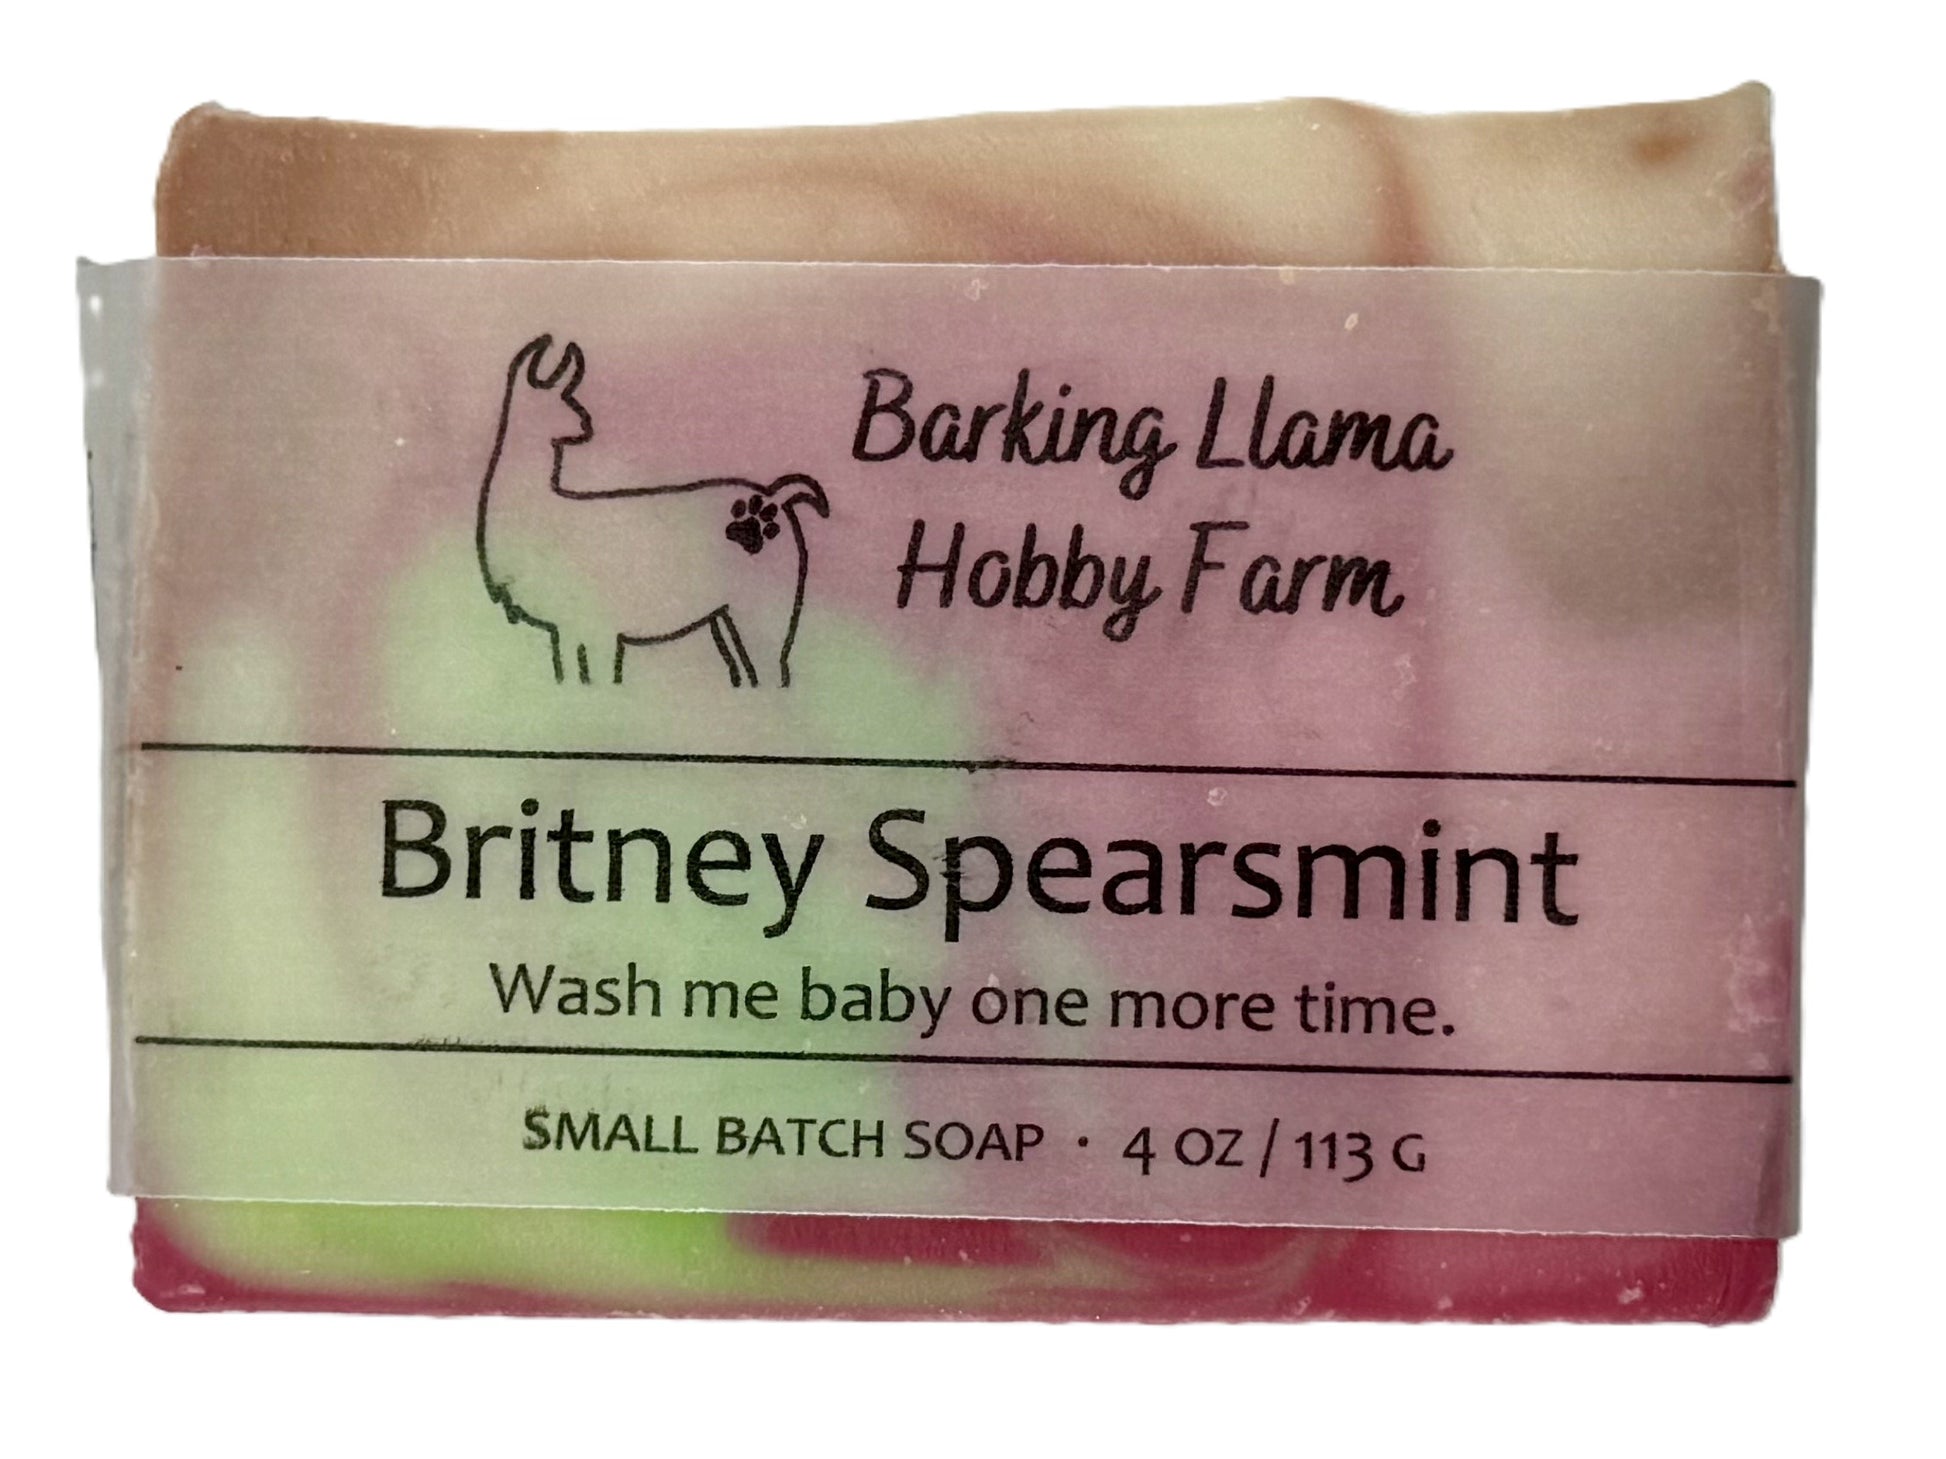 Barking Llama
Hobby Farm
Britney Spearsmint
Wash me baby one more time.
SMALL BATCH SOAP · 4 OZ / 113 G